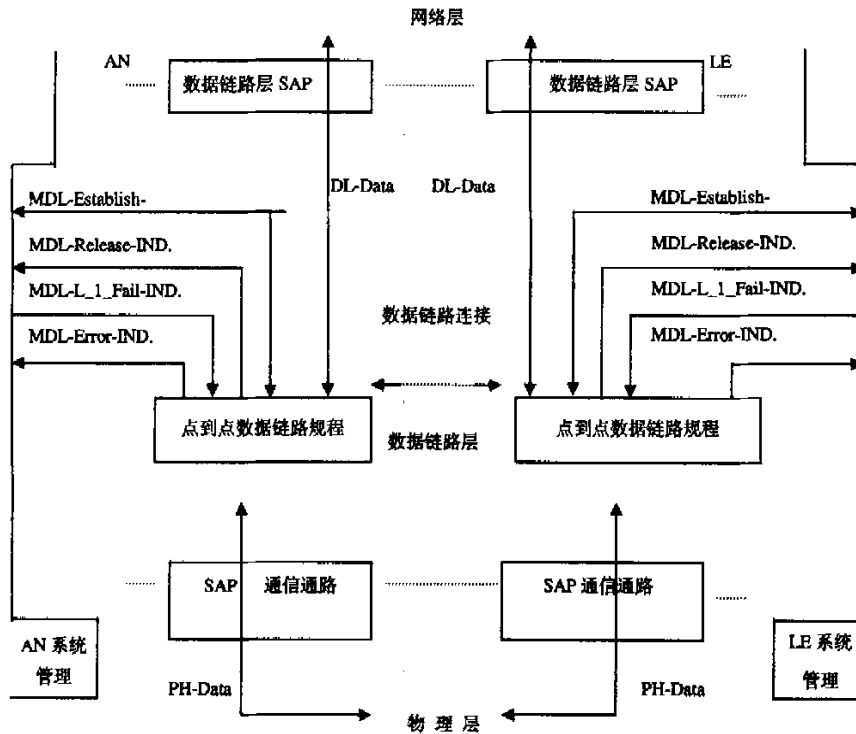 网络层
AN
LE
数据链路层 SAP
数据链路层 SAP
DL-Data
DL-Data
MDL-Establish-
MDL-Release-IND.
MDL-L_1_Fail-IND.
MDL-Error-IND.
MDL-Establish-
MDL-Release-IND.
MDL-L_1_Fail-IND.
MDL-Error-IND.
数据链路连接
点到点数据链路规程
数据链路层
点到点数据链路规程
SAP 通信通路
SAP 通信通路
AN 系统
管理
LE 系统
管理
PH-Data
PH-Data
物 理 层